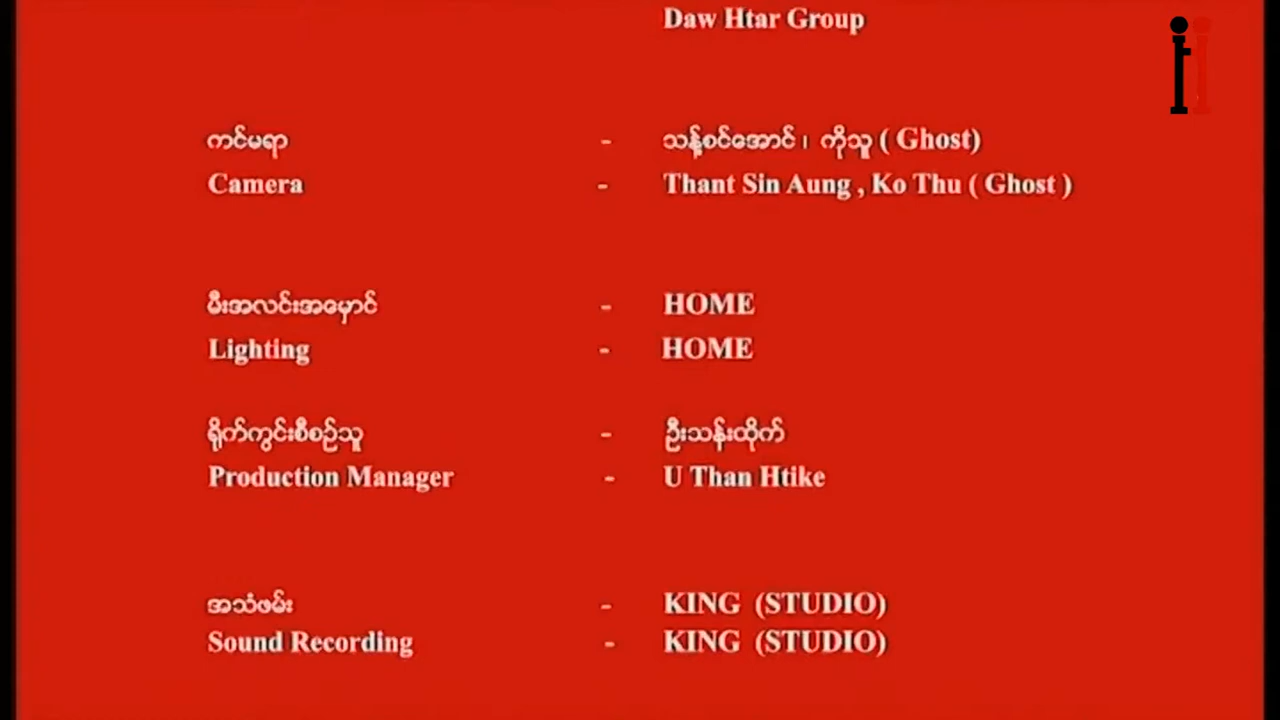 Daw Htar Group
ကင်မရာ - သန့်စင်အောင် ၊ ကိုသူ ( Ghost)
Camera - Thant Sin Aung , Ko Thu ( Ghost )
မီးအလင်းအမှောင် - HOME
Lighting - HOME
ရိုက်ကွင်းစီစဉ်သူ - ဦးသန်းထိုက်
Production Manager - U Than Htike
အသံဖမ်း - KING (STUDIO)
Sound Recording - KING (STUDIO)